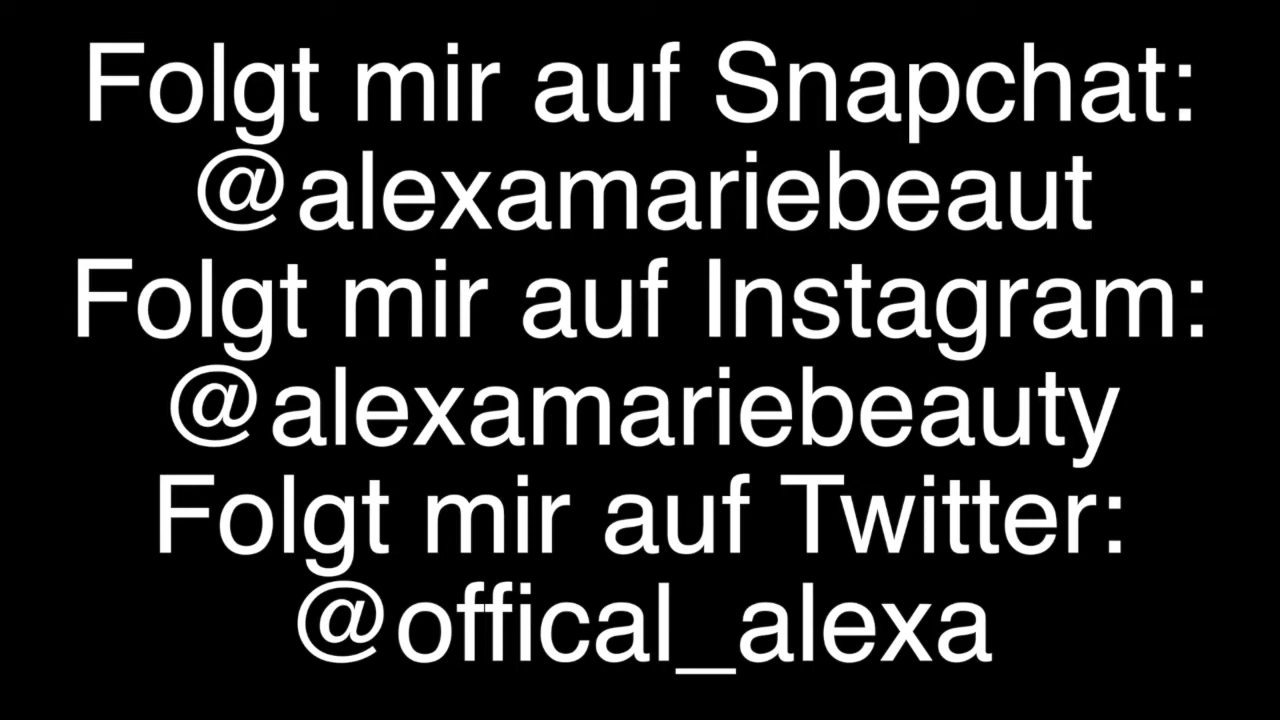 Folgt mir auf Snapchat:
@alexamariebeaut
Folgt mir auf Instagram:
@alexamariebeauty
Folgt mir auf Twitter:
@offical_alexa